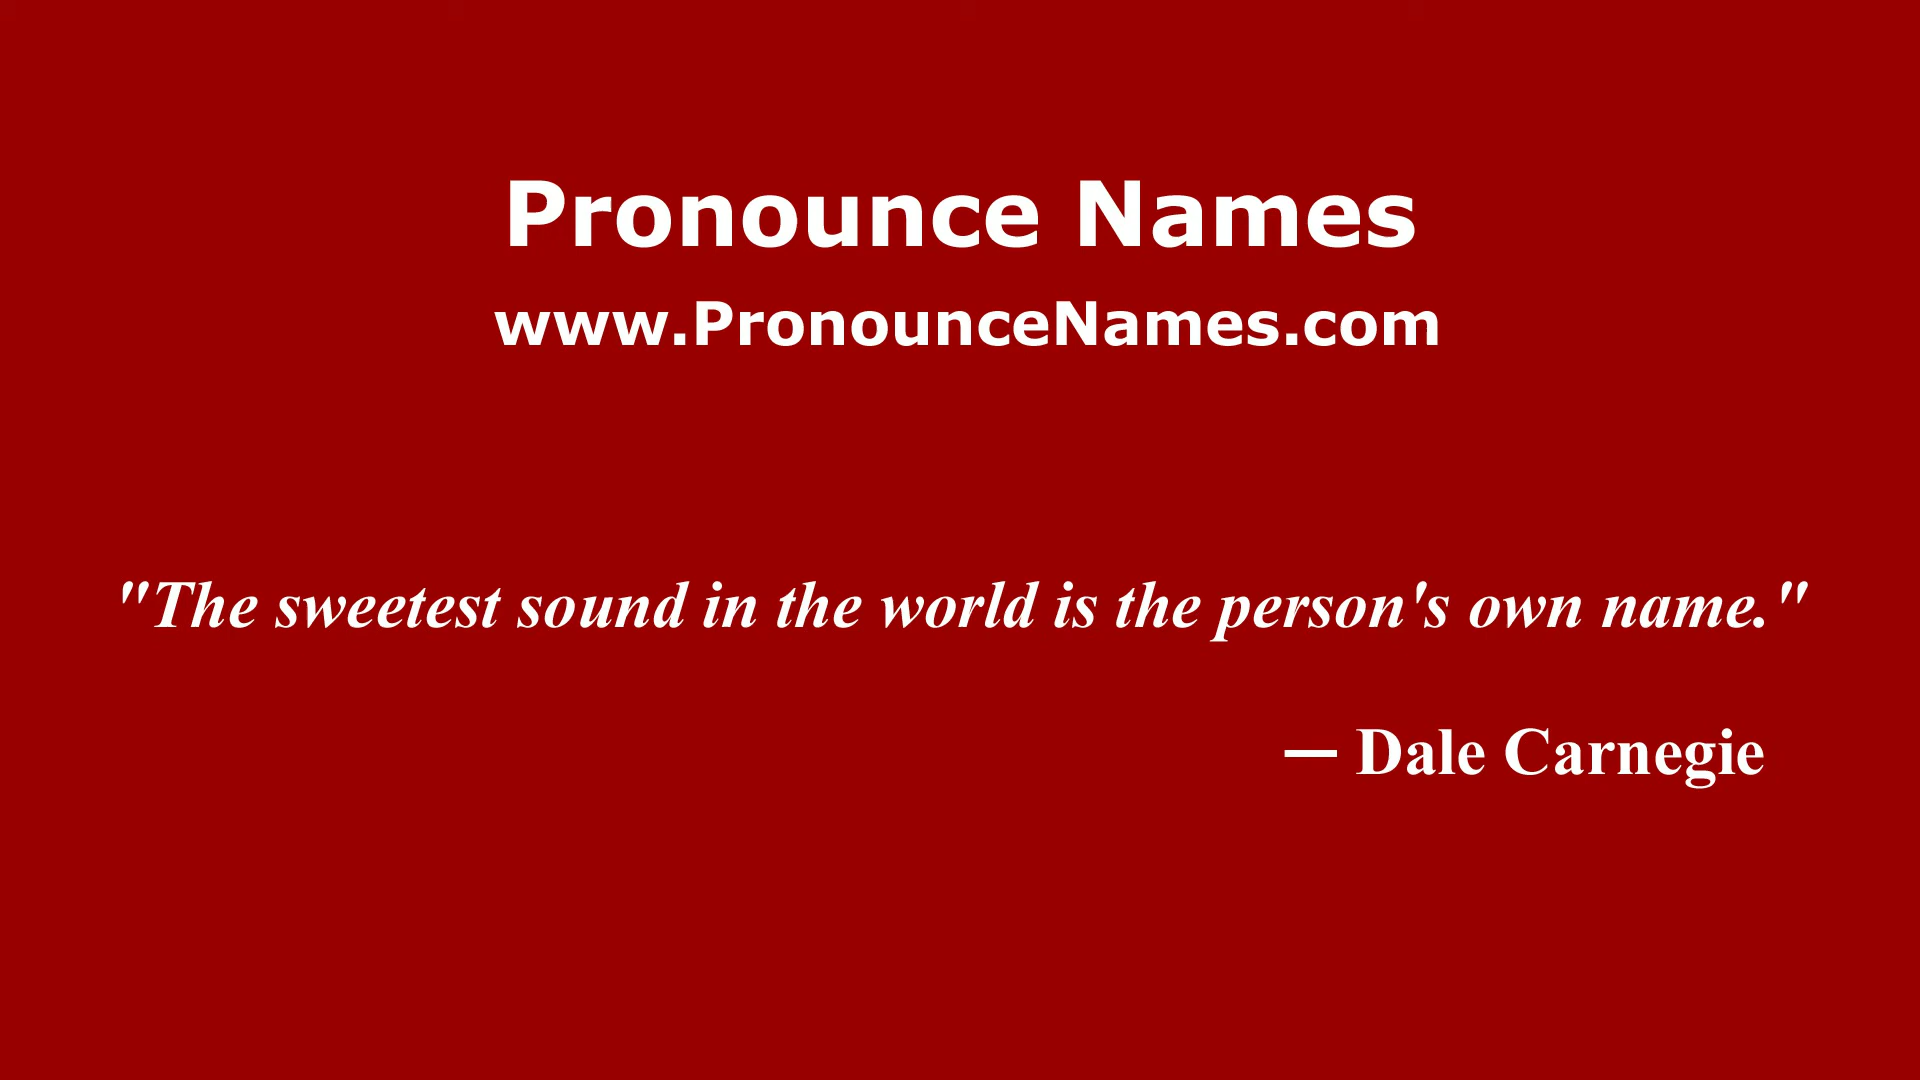 Pronounce Names
www.PronounceNames.com
"The sweetest sound in the world is the person's own name."
— Dale Carnegie